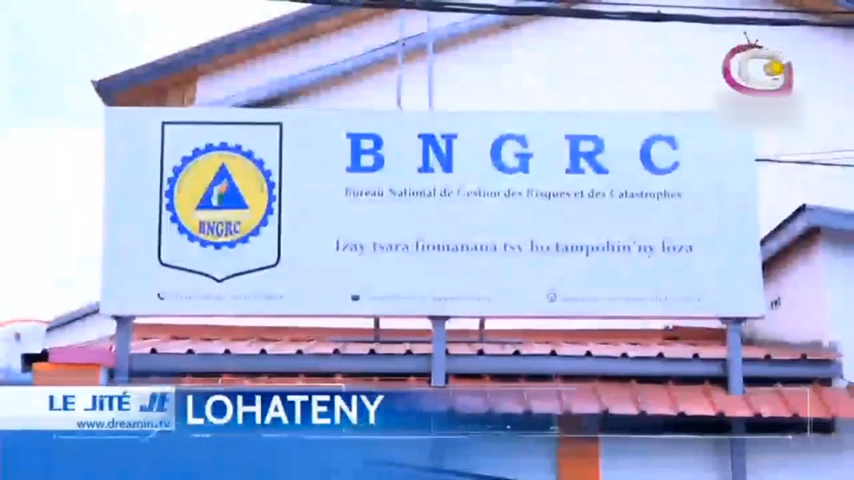 BNGRC
Bureau National de Gestion des Risques et des Catastrophes
Izay tsara fiomanana tsy ho tampohin'ny loza
BNGRC
LE JITÉ
www.dreamin.tv
LOHATENY